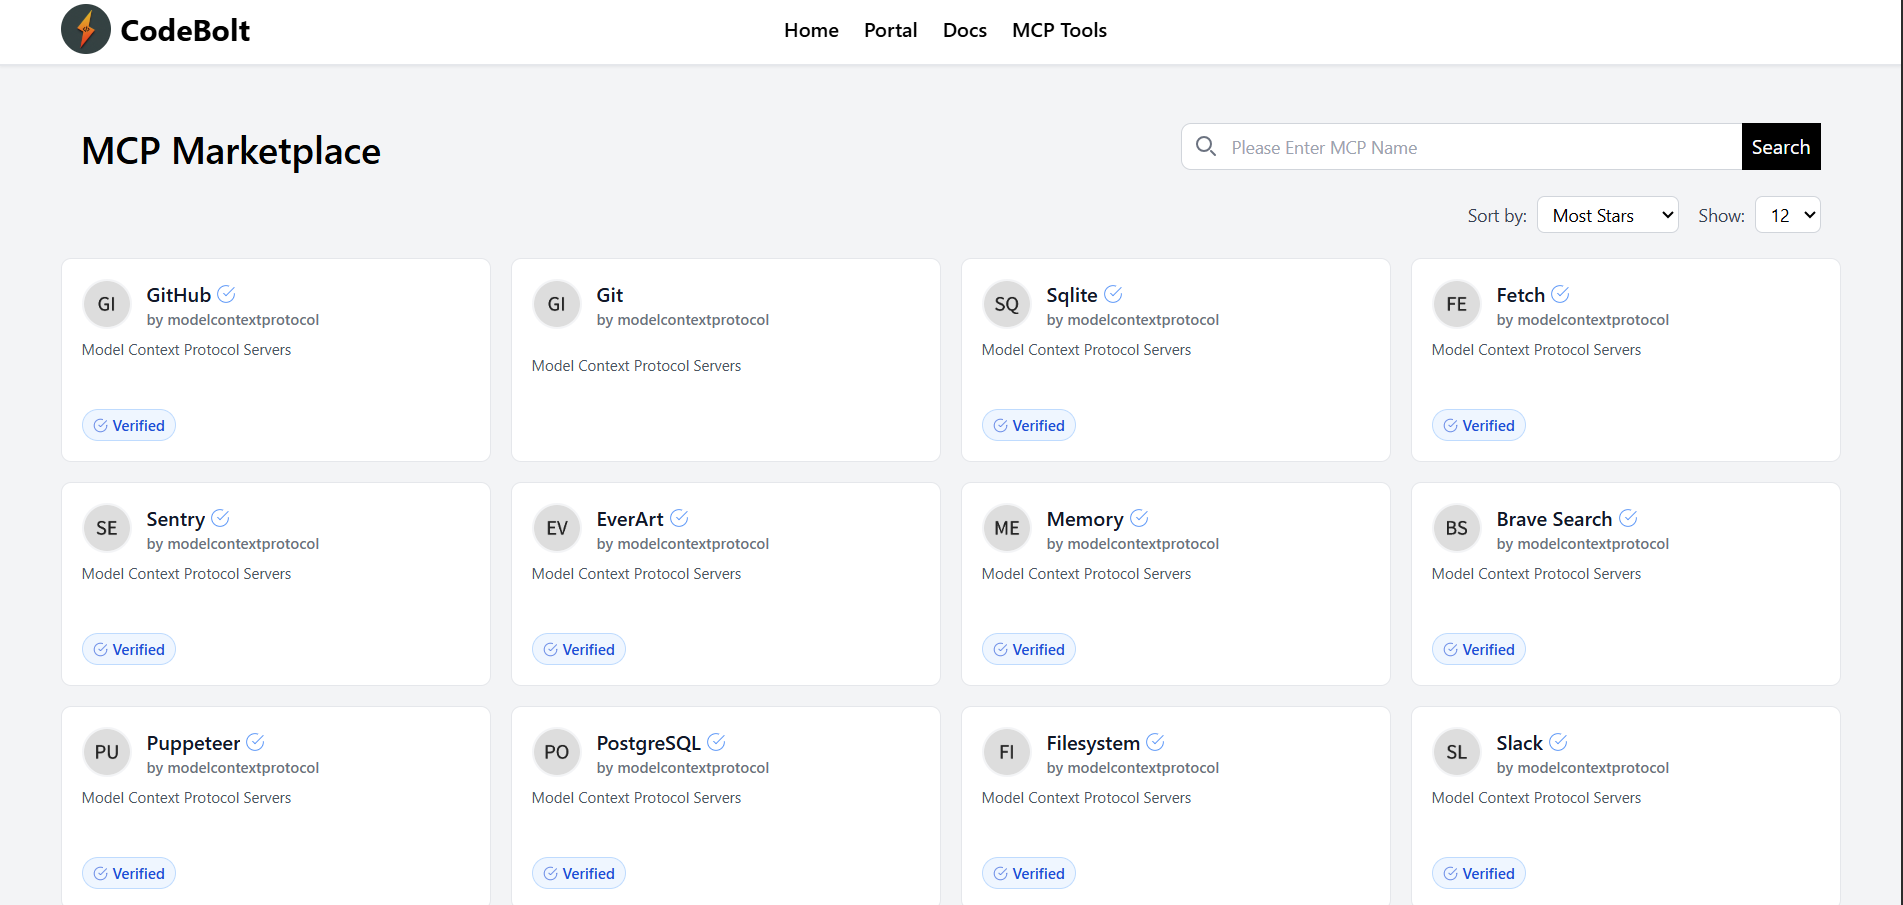 CodeBolt
Home Portal Docs MCP Tools
MCP Marketplace
Please Enter MCP Name
Search
Sort by: Most Stars Show: 12
GI
GitHub
by modelcontextprotocol
Model Context Protocol Servers
Verified
GI
Git
by modelcontextprotocol
Model Context Protocol Servers
SQ
Sqlite
by modelcontextprotocol
Model Context Protocol Servers
Verified
FE
Fetch
by modelcontextprotocol
Model Context Protocol Servers
Verified
SE
Sentry
by modelcontextprotocol
Model Context Protocol Servers
Verified
EV
EverArt
by modelcontextprotocol
Model Context Protocol Servers
Verified
ME
Memory
by modelcontextprotocol
Model Context Protocol Servers
Verified
BS
Brave Search
by modelcontextprotocol
Model Context Protocol Servers
Verified
PU
Puppeteer
by modelcontextprotocol
Model Context Protocol Servers
Verified
PO
PostgreSQL
by modelcontextprotocol
Model Context Protocol Servers
Verified
FI
Filesystem
by modelcontextprotocol
Model Context Protocol Servers
Verified
SL
Slack
by modelcontextprotocol
Model Context Protocol Servers
Verified